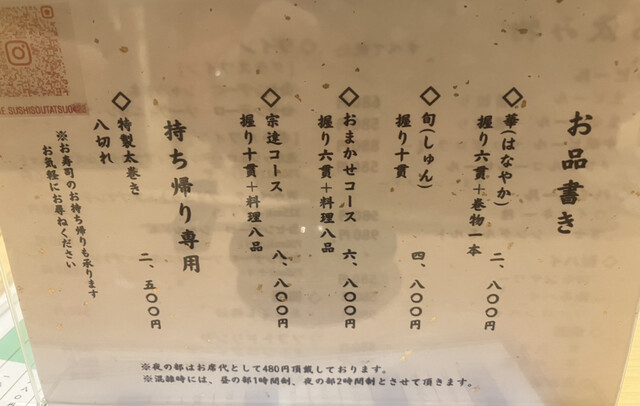 お品書き
◇華(はなやか)
握り六貫+巻物一本
二、八〇〇円
◇旬(しゅん)
握り十貫
四、八〇〇円
◇おまかせコース
握り六貫+料理八品
六、八〇〇円
◇宗達コース
握り十貫+料理八品
八、八〇〇円
持ち帰り専用
◇特製太巻き
八切れ
二、五〇〇円
※お寿司のお持ち帰りも承ります
お気軽にお尋ねください
※夜の部はお席代として480円頂戴しております。
※混雑時には、昼の部1時間制、夜の部2時間制とさせて頂きます。